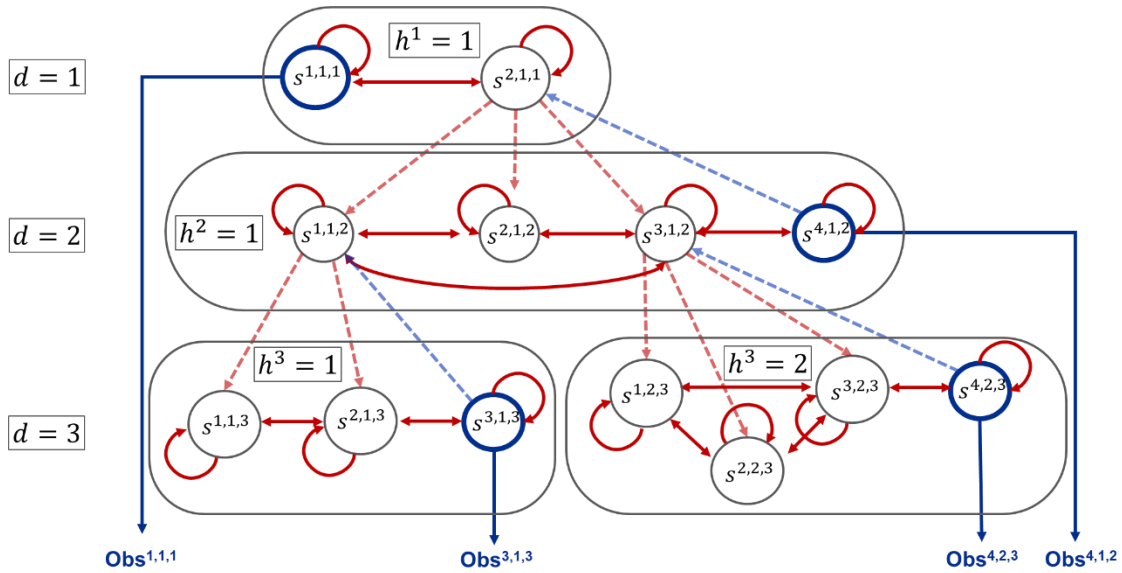 d = 1
h¹ = 1
s¹,¹,¹
s²,¹,¹
d = 2
h² = 1
s¹,¹,²
s²,¹,²
s³,¹,²
s⁴,¹,²
d = 3
h³ = 1
s¹,¹,³
s²,¹,³
s³,¹,³
h³ = 2
s¹,²,³
s²,²,³
s³,²,³
s⁴,²,³
Obs¹,¹,¹
Obs³,¹,³
Obs⁴,²,³
Obs⁴,¹,²